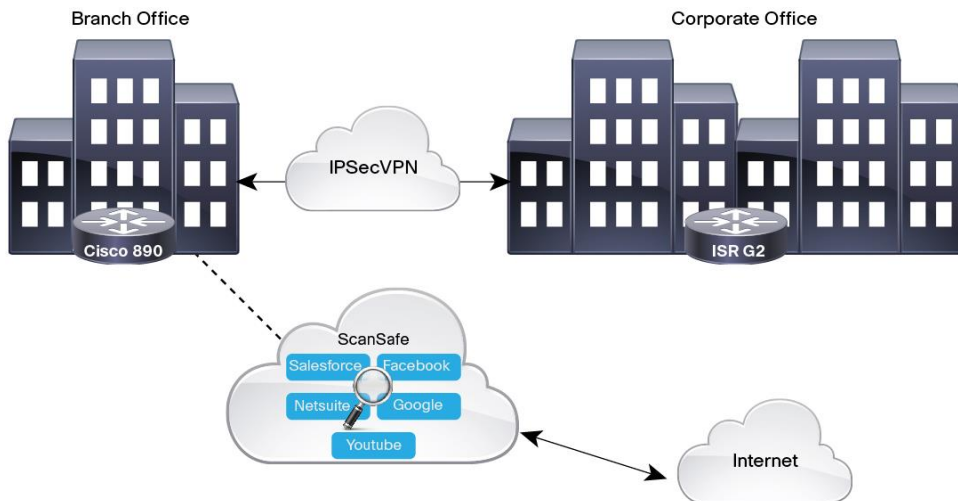 Branch Office
Corporate Office
IPSecVPN
Cisco 890
ISR G2
ScanSafe
Salesforce
Facebook
Netsuite
Google
Youtube
Internet